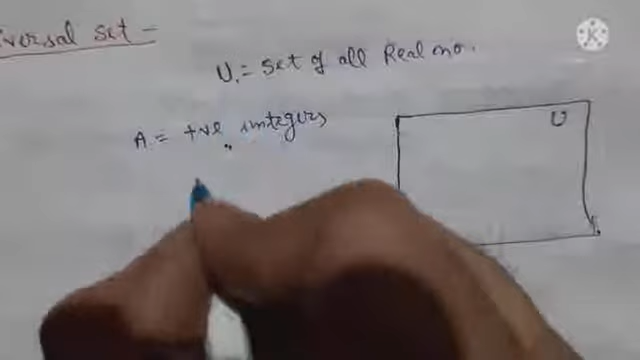 versal set -
U = set of all Real no.
A = +ve integers
U